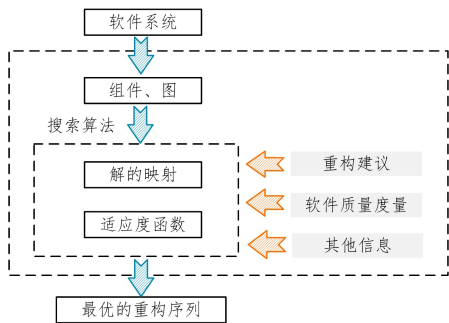 软件系统
组件、图
搜索算法
解的映射
重构建议
适应度函数
软件质量度量
其他信息
最优的重构序列